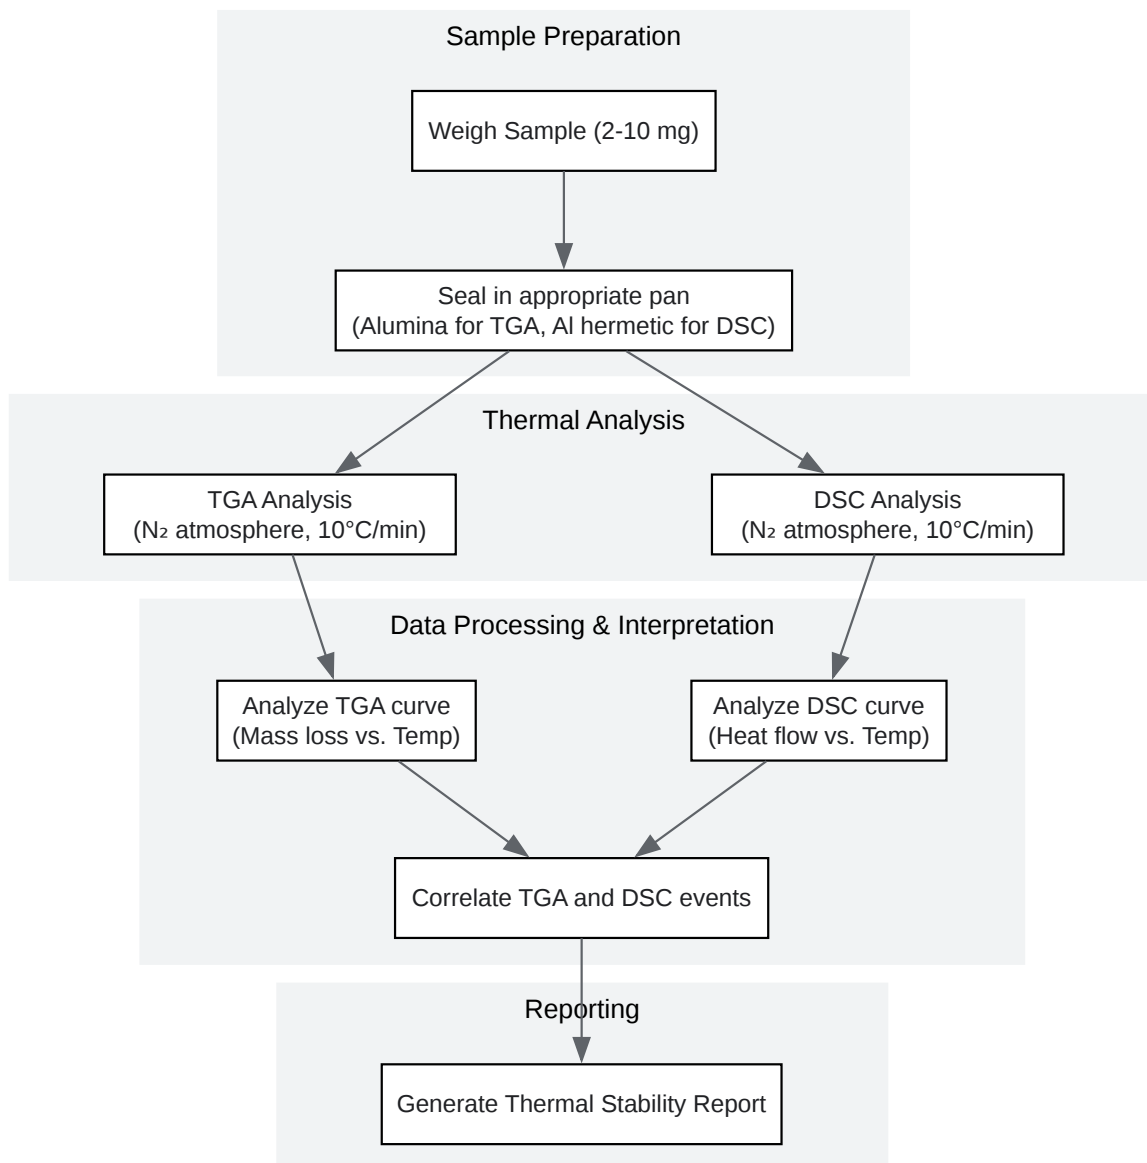 Sample Preparation
Weigh Sample (2-10 mg)
Seal in appropriate pan
(Alumina for TGA, Al hermetic for DSC)
Thermal Analysis
TGA Analysis
(N₂ atmosphere, 10°C/min)
DSC Analysis
(N₂ atmosphere, 10°C/min)
Data Processing & Interpretation
Analyze TGA curve
(Mass loss vs. Temp)
Analyze DSC curve
(Heat flow vs. Temp)
Correlate TGA and DSC events
Reporting
Generate Thermal Stability Report